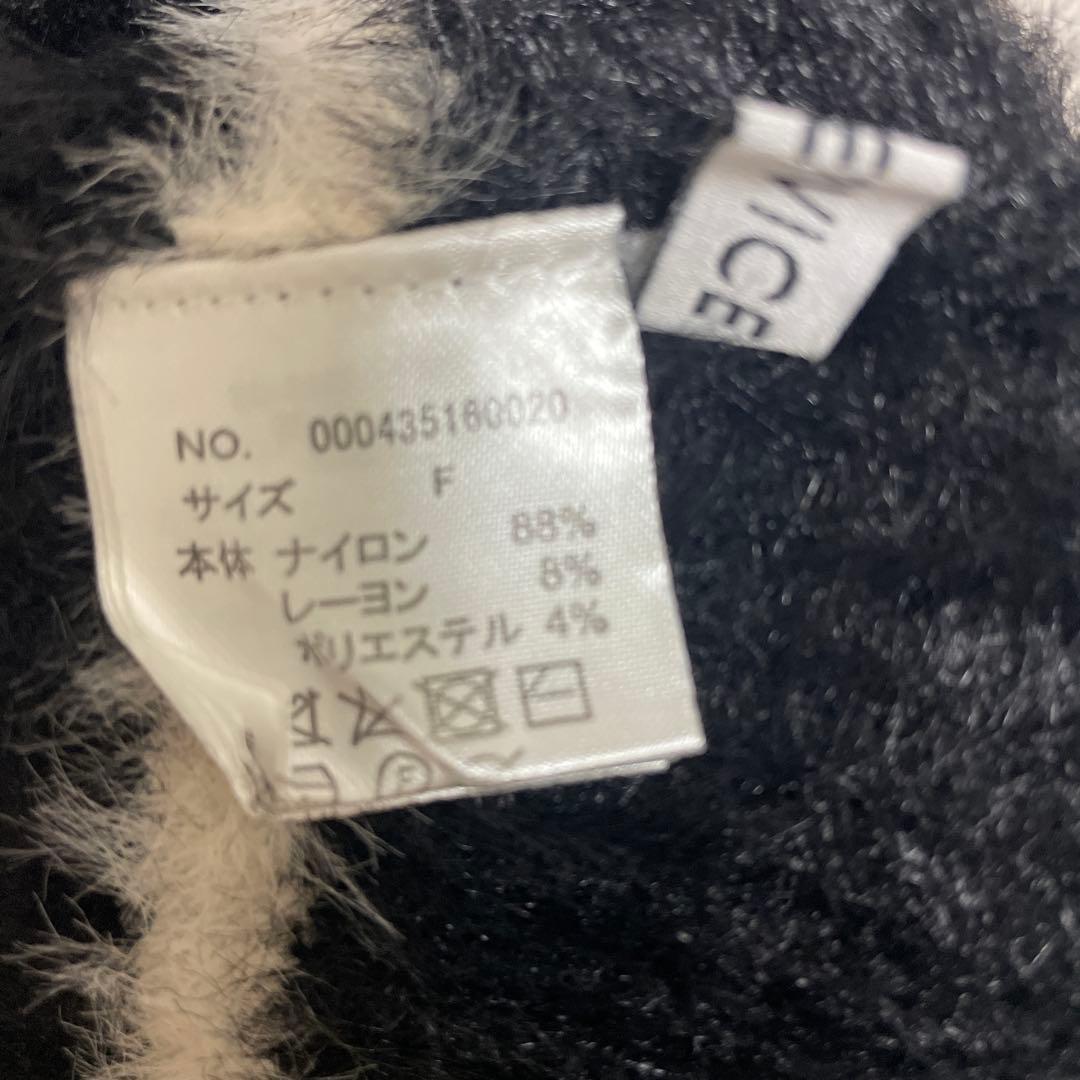 VICE
NO. 000435160020
サイズ F
本体 ナイロン 88%
レーヨン 8%
ポリエステル 4%